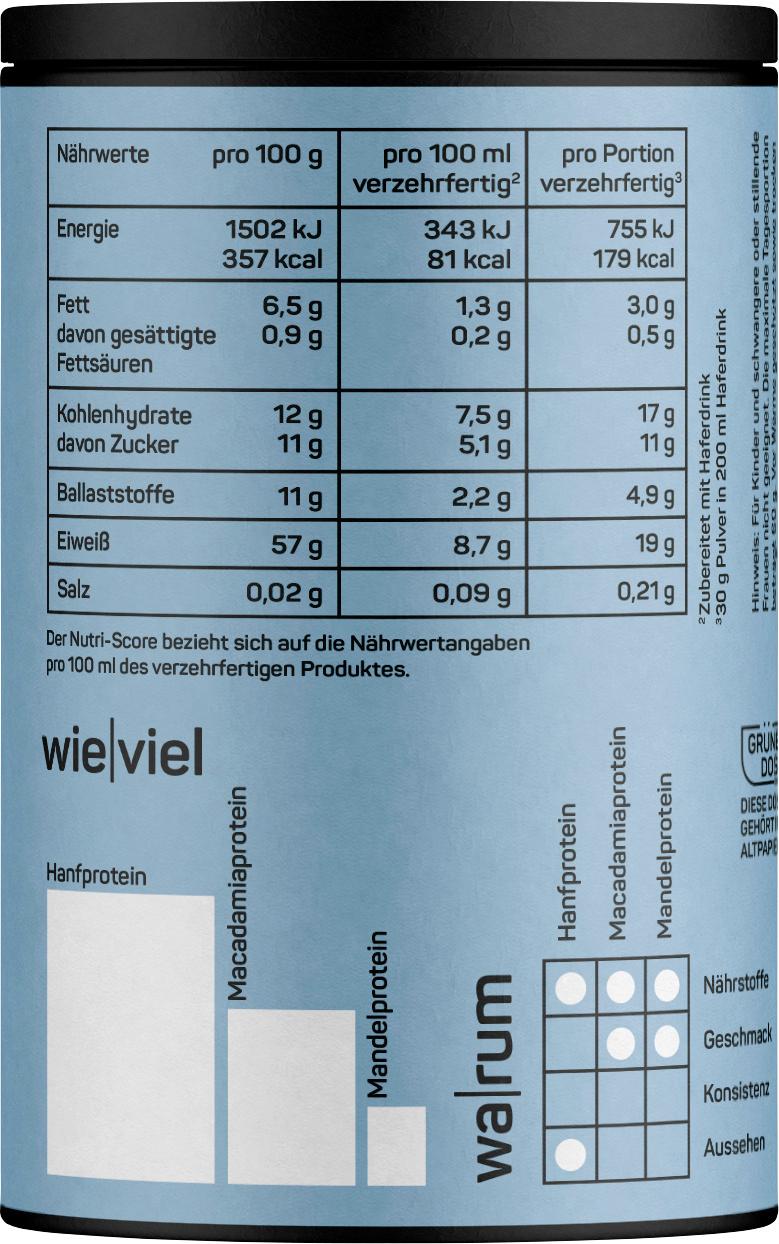 Nährwerte pro 100 g pro 100 ml verzehrfertig² pro Portion verzehrfertig³
Energie 1502 kJ 343 kJ 755 kJ
357 kcal 81 kcal 179 kcal
Fett 6,5 g 1,3 g 3,0 g
davon gesättigte 0,9 g 0,2 g 0,5 g
Fettsäuren
Kohlenhydrate 12 g 7,5 g 17 g
davon Zucker 11 g 5,1 g 11 g
Ballaststoffe 11 g 2,2 g 4,9 g
Eiweiß 57 g 8,7 g 19 g
Salz 0,02 g 0,09 g 0,21 g
²Zubereitet mit Haferdrink
³30 g Pulver in 200 ml Haferdrink
Hinweis: Für Kinder und schwangere oder stillende
Frauen nicht geeignet. Die maximale Tagesportion
Der Nutri-Score bezieht sich auf die Nährwertangaben
pro 100 ml des verzehrfertigen Produktes.
wie|viel
Hanfprotein
Macadamiaprotein
Mandelprotein
wa|rum
Hanfprotein
Macadamiaprotein
Mandelprotein
Nährstoffe
Geschmack
Konsistenz
Aussehen
DIESE
GEHÖRT